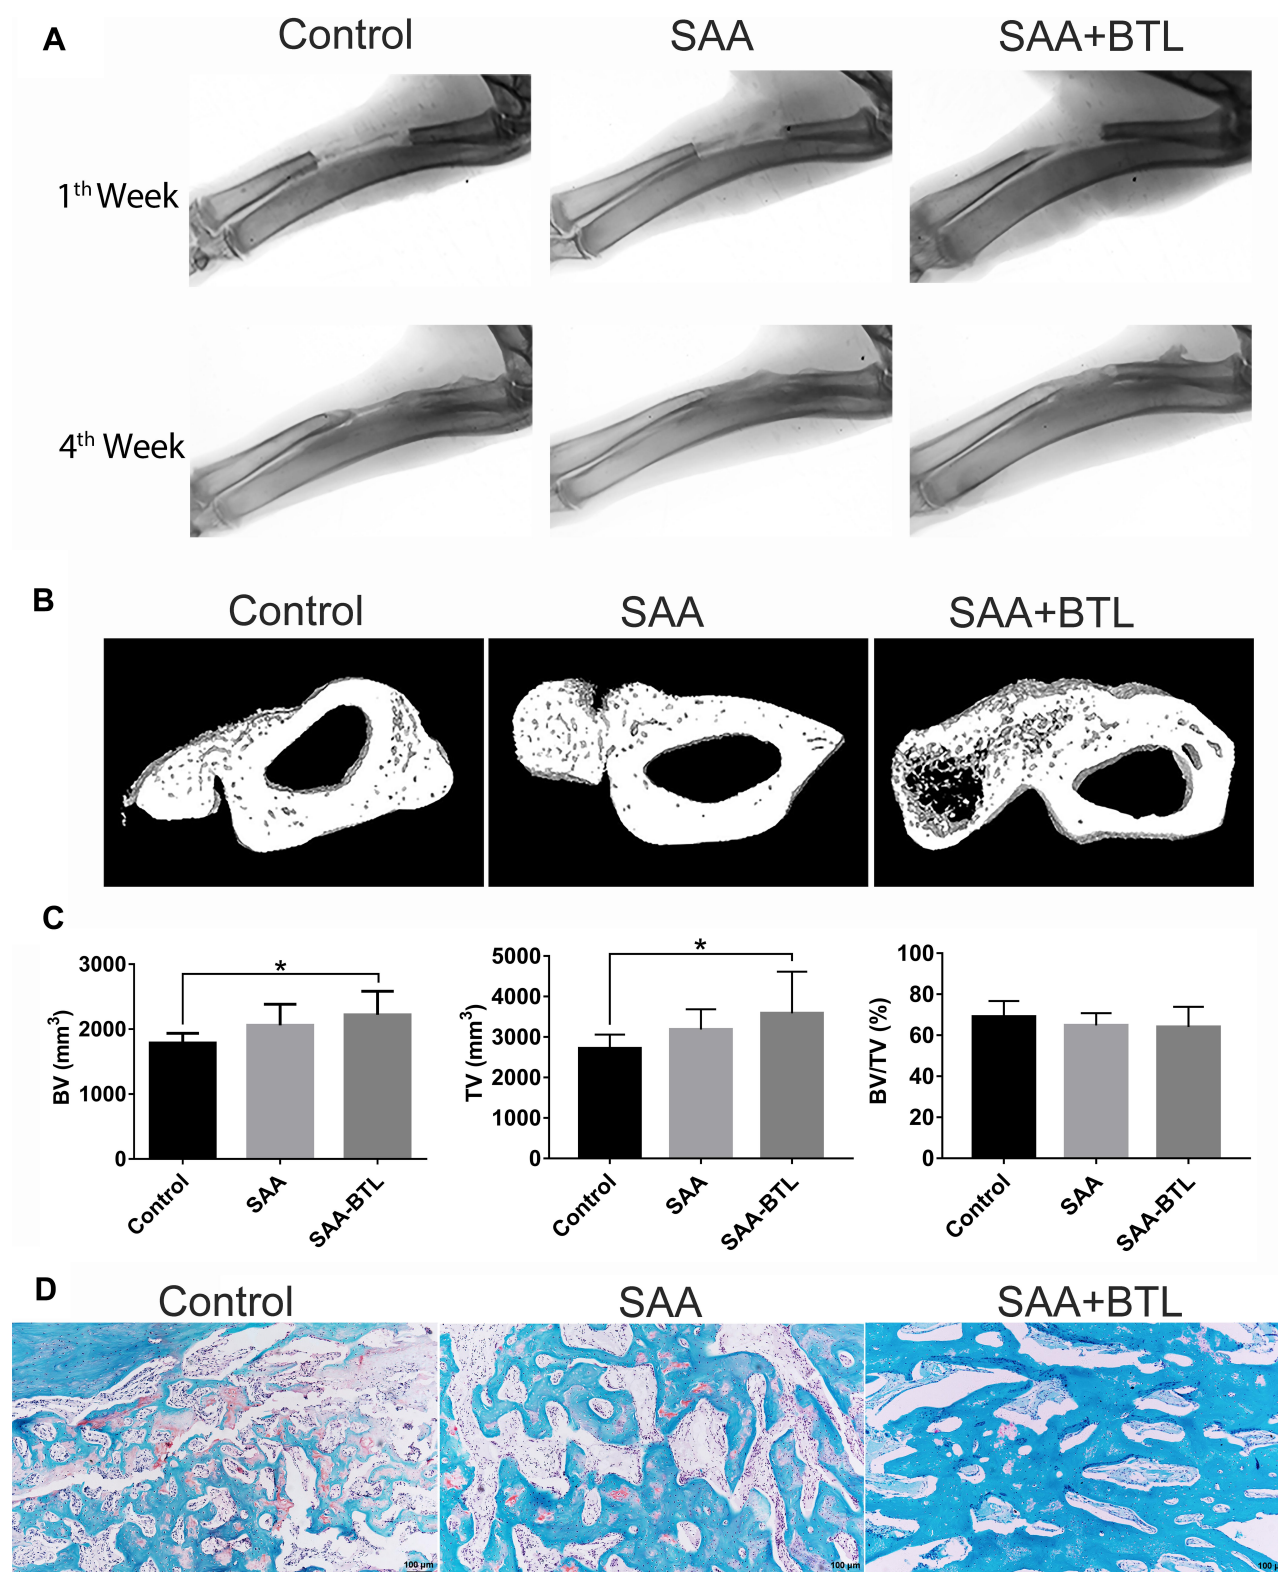 A
Control
SAA
SAA+BTL
1th Week
4th Week
B
Control
SAA
SAA+BTL
C
BV (mm3)
3000
2000
1000
0
*
Control
SAA
SAA-BTL
TV (mm3)
5000
4000
3000
2000
1000
0
*
Control
SAA
SAA-BTL
BV/TV (%)
100
80
60
40
20
0
Control
SAA
SAA-BTL
D
Control
SAA
SAA+BTL
100 µm
100 µm
100 µ